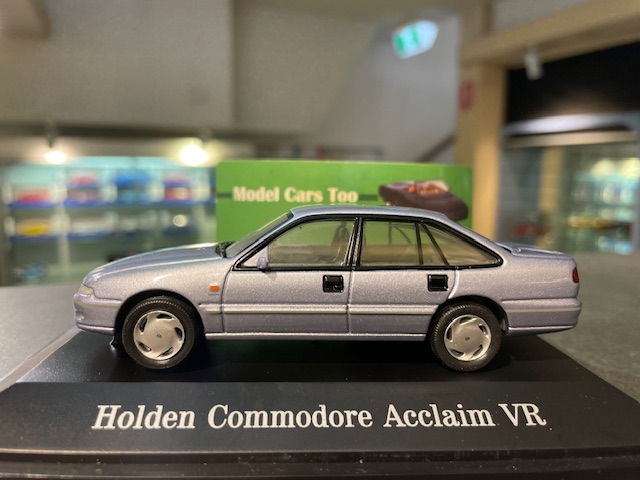 Model Cars Too
Holden Commodore Acclaim VR